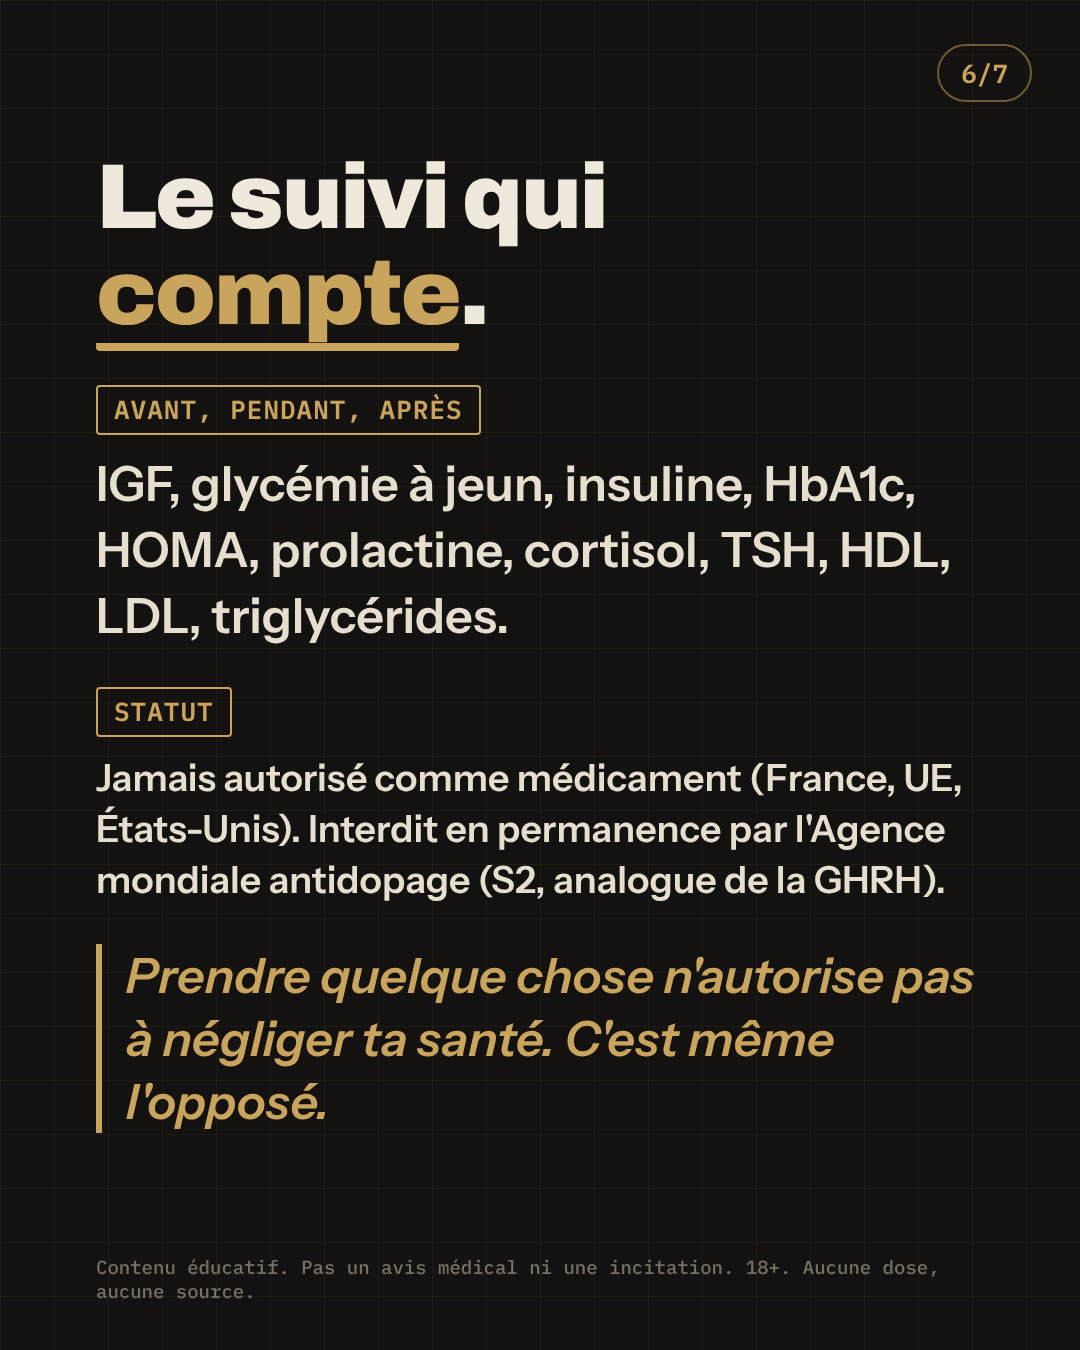 6/7
Le suivi qui
compte.
AVANT, PENDANT, APRÈS
IGF, glycémie à jeun, insuline, HbA1c,
HOMA, prolactine, cortisol, TSH, HDL,
LDL, triglycérides.
STATUT
Jamais autorisé comme médicament (France, UE,
États-Unis). Interdit en permanence par l'Agence
mondiale antidopage (S2, analogue de la GHRH).
Prendre quelque chose n'autorise pas
à négliger ta santé. C'est même
l'opposé.
Contenu éducatif. Pas un avis médical ni une incitation. 18+. Aucune dose,
aucune source.